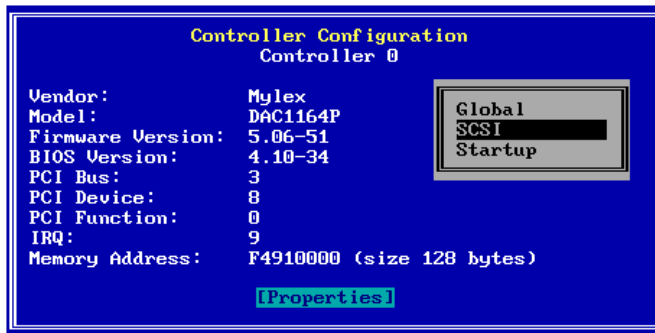 Controller Configuration
Controller 0
Vendor: Mylex
Model: DAC1164P
Firmware Version: 5.06-51
BIOS Version: 4.10-34
PCI Bus: 3
PCI Device: 8
PCI Function: 0
IRQ: 9
Memory Address: F4910000 (size 128 bytes)
Global
SCSI
Startup
[Properties]